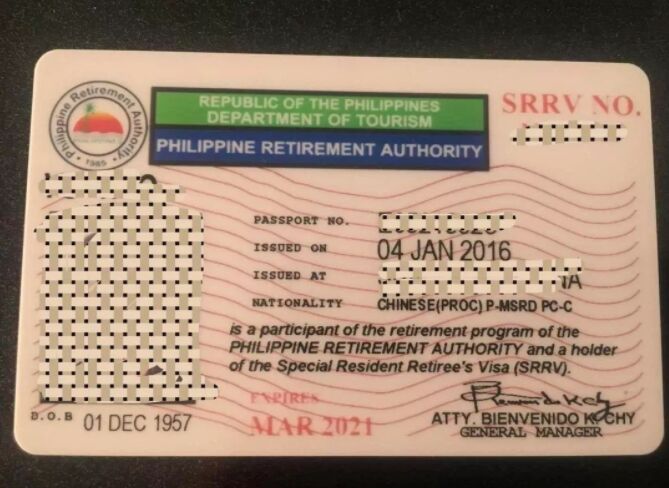 Philippine Retirement Authority
1985
REPUBLIC OF THE PHILIPPINES
DEPARTMENT OF TOURISM
PHILIPPINE RETIREMENT AUTHORITY
SRRV NO.
PASSPORT NO.
ISSUED ON 04 JAN 2016
ISSUED AT
NATIONALITY CHINESE(PROC) P-MSRD PC-C
is a participant of the retirement program of the
PHILIPPINE RETIREMENT AUTHORITY and a holder
of the Special Resident Retiree's Visa (SRRV).
D.O.B 01 DEC 1957
EXPIRES
MAR 2021
ATTY. BIENVENIDO K. CHY
GENERAL MANAGER